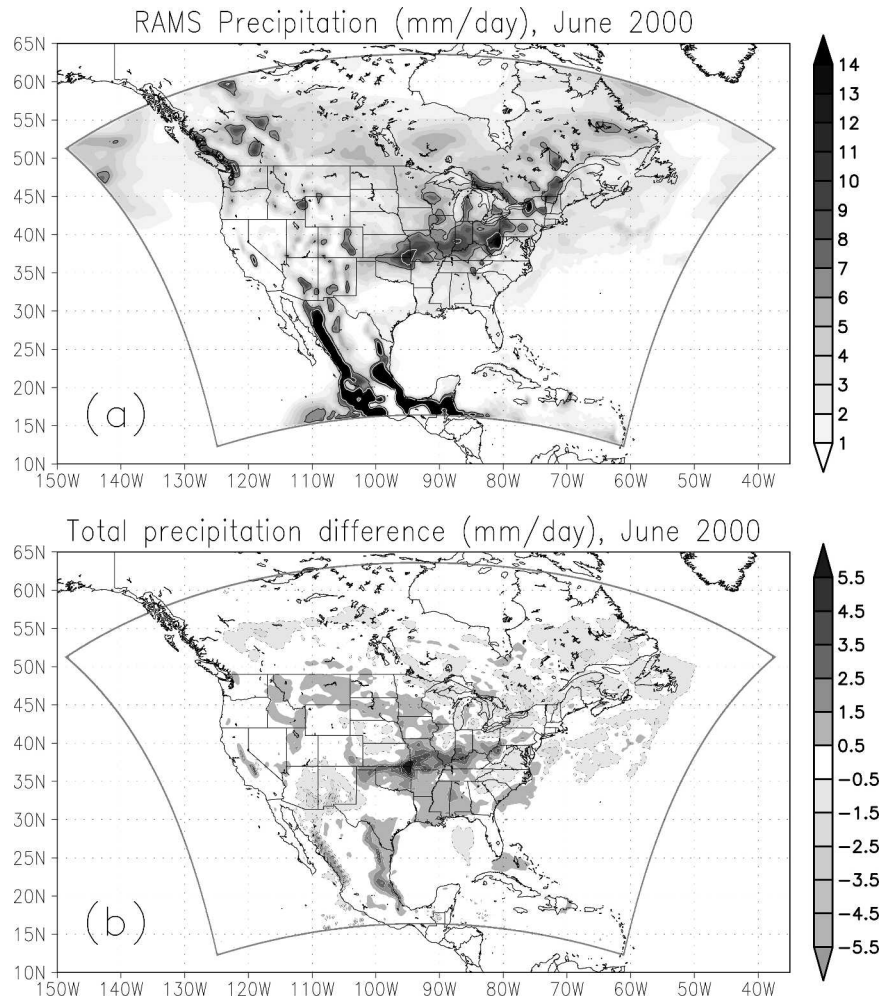 RAMS Precipitation (mm/day), June 2000
65N
60N
55N
50N
45N
40N
35N
30N
25N
20N
15N
10N
(a)
150W 140W 130W 120W 110W 100W 90W 80W 70W 60W 50W 40W
14
13
12
11
10
9
8
7
6
5
4
3
2
1
Total precipitation difference (mm/day), June 2000
65N
60N
55N
50N
45N
40N
35N
30N
25N
20N
15N
10N
(b)
150W 140W 130W 120W 110W 100W 90W 80W 70W 60W 50W 40W
5.5
4.5
3.5
2.5
1.5
0.5
-0.5
-1.5
-2.5
-3.5
-4.5
-5.5